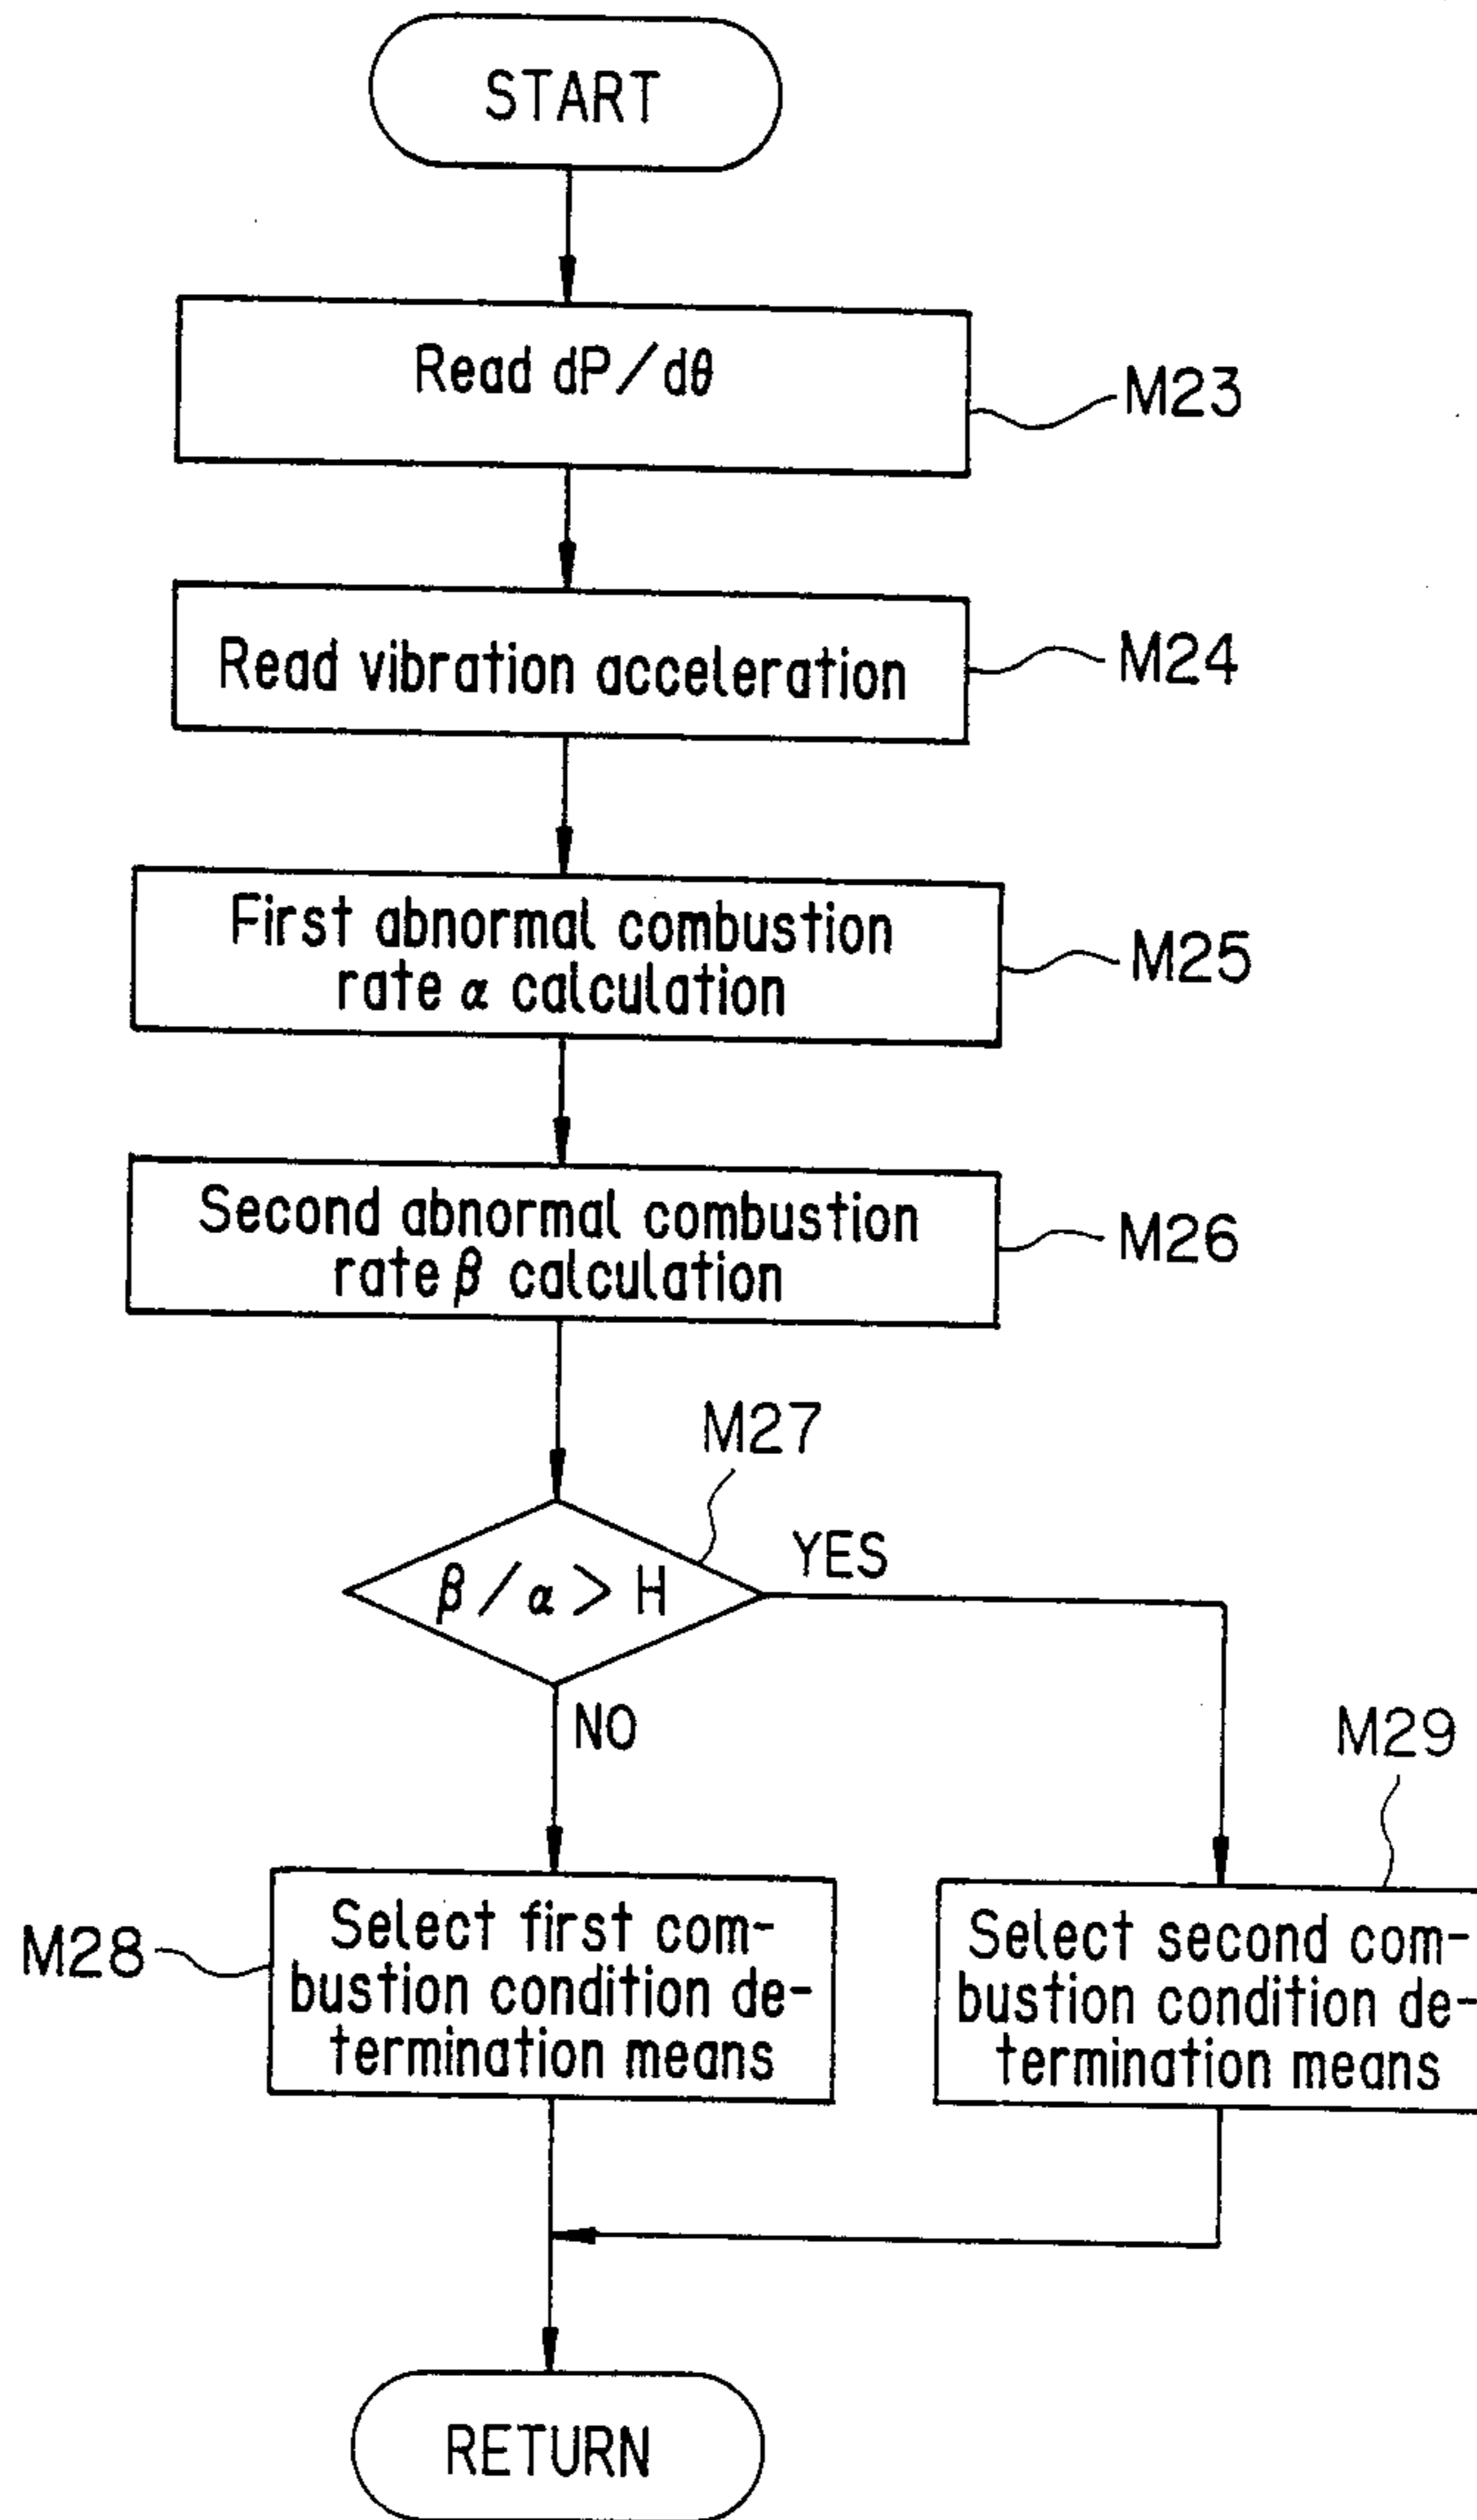 START
Read dP/dθ
M23
Read vibration acceleration
M24
First abnormal combustion
rate α calculation
M25
Second abnormal combustion
rate β calculation
M26
M27
β/α > H
YES
NO
M29
M28
Select first com-
bustion condition de-
termination means
Select second com-
bustion condition de-
termination means
RETURN